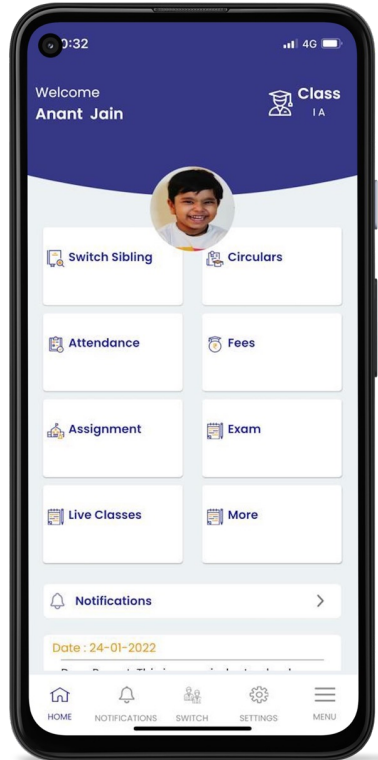 0:32 4G
Welcome
Anant Jain
Class
I A
Switch Sibling
Circulars
Attendance
Fees
Assignment
Exam
Live Classes
More
Notifications
Date : 24-01-2022
HOME NOTIFICATIONS SWITCH SETTINGS MENU